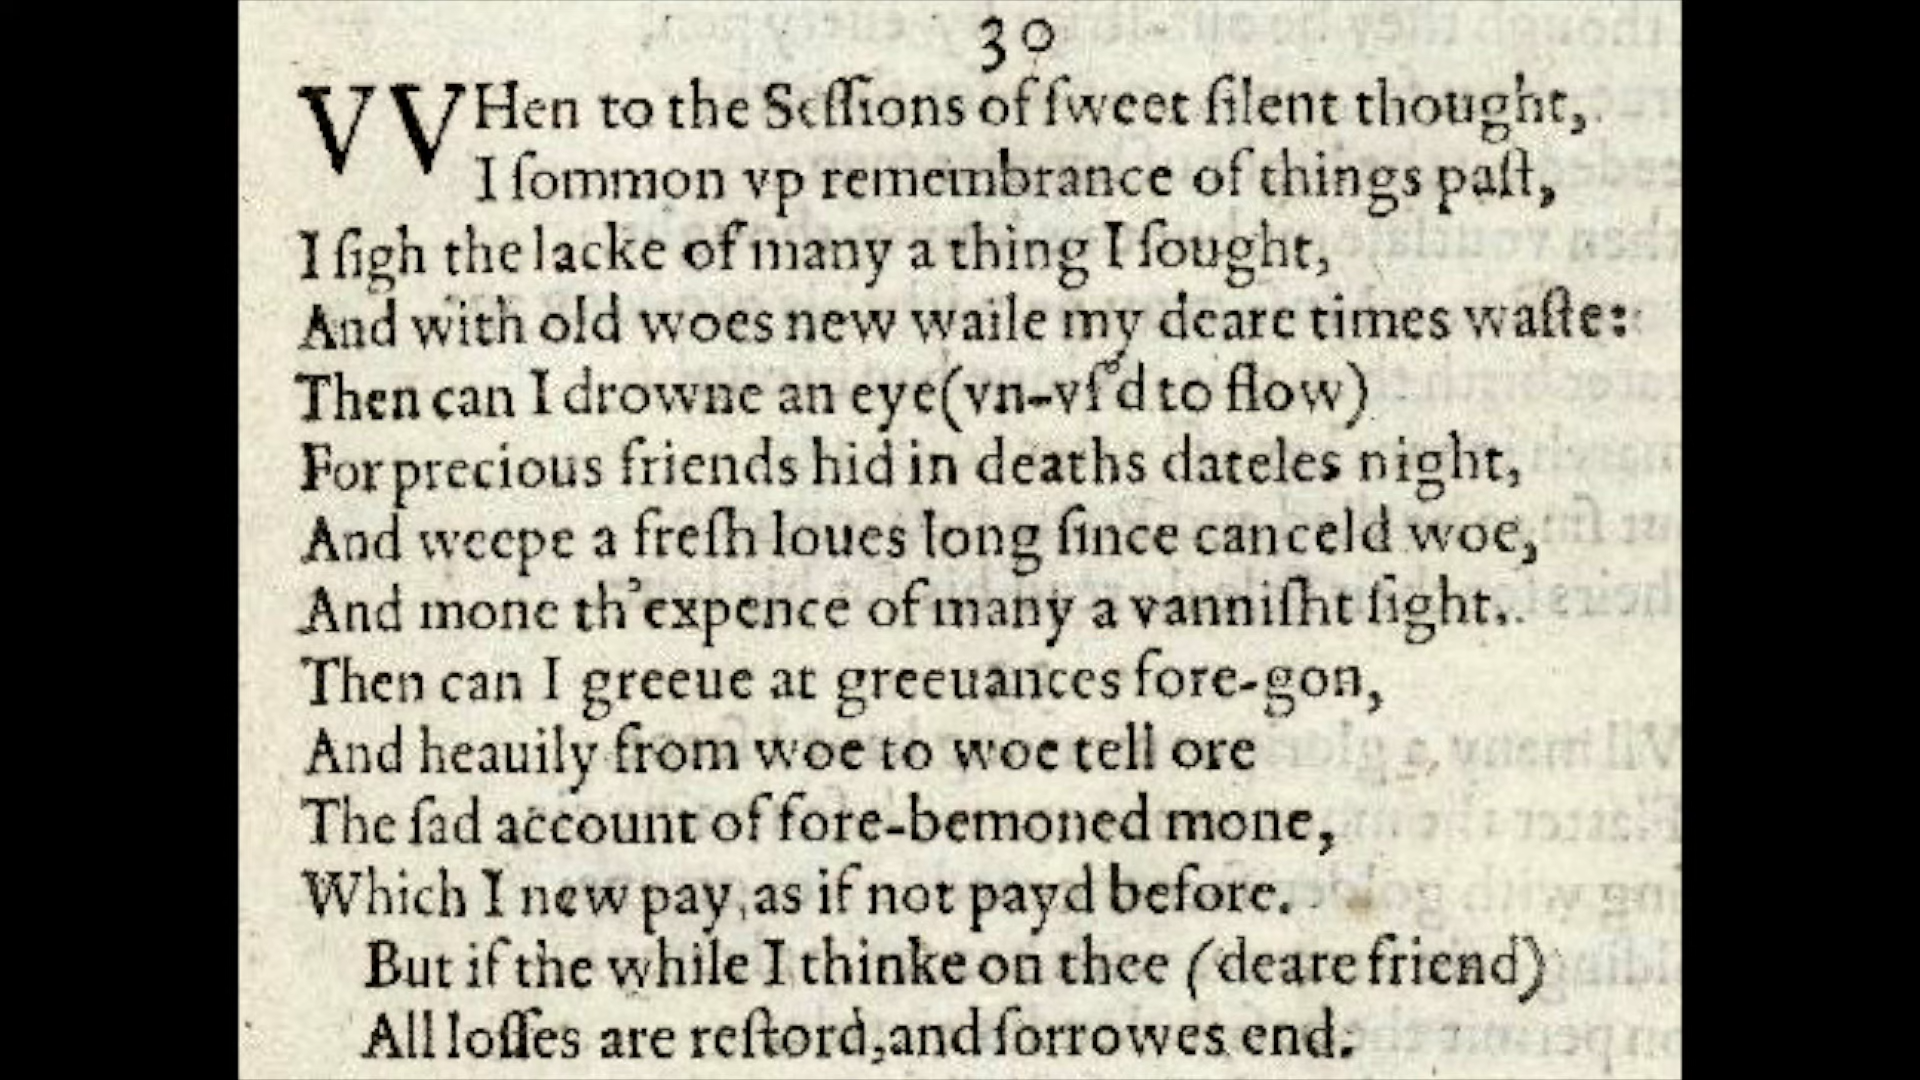 30
VVHen to the Seſſions of ſweet ſilent thought,
I ſommon vp remembrance of things paſt,
I ſigh the lacke of many a thing I ſought,
And with old woes new waile my deare times waſte:
Then can I drowne an eye(vn-vſ'd to flow)
For precious friends hid in deaths dateles night,
And weepe a freſh loues long ſince canceld woe,
And mone th'expence of many a vanniſht ſight.
Then can I greeue at greeuances fore-gon,
And heauily from woe to woe tell ore
The ſad account of fore-bemoned mone,
Which I new pay,as if not payd before.
But if the while I thinke on thee (deare friend)
All loſſes are reſtord,and ſorrowes end.